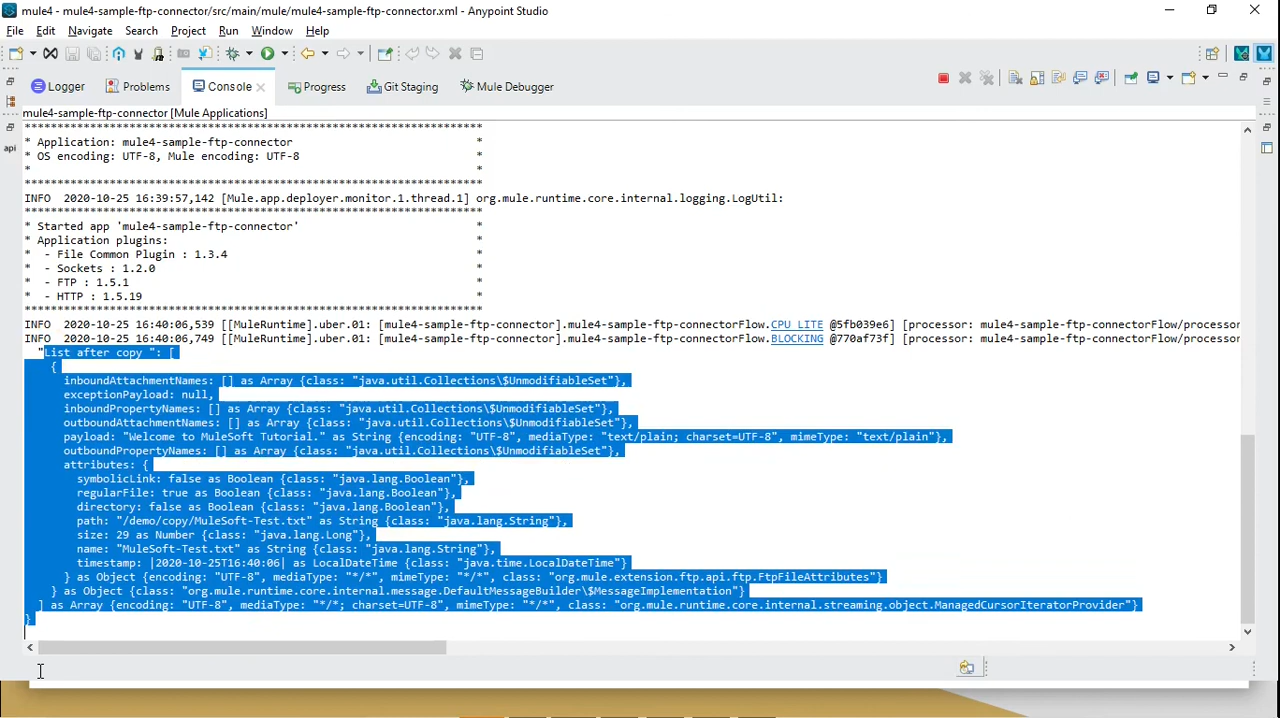 mule4 - mule4-sample-ftp-connector/src/main/mule/mule4-sample-ftp-connector.xml - Anypoint Studio
File Edit Navigate Search Project Run Window Help
Logger Problems Console Progress Git Staging Mule Debugger
mule4-sample-ftp-connector [Mule Applications]
api
**********************************************************************
* Application: mule4-sample-ftp-connector *
* OS encoding: UTF-8, Mule encoding: UTF-8 *
* *
**********************************************************************
INFO 2020-10-25 16:39:57,142 [Mule.app.deployer.monitor.1.thread.1] org.mule.runtime.core.internal.logging.LogUtil:
**********************************************************************
* Started app 'mule4-sample-ftp-connector' *
* Application plugins: *
* - File Common Plugin : 1.3.4 *
* - Sockets : 1.2.0 *
* - FTP : 1.5.1 *
* - HTTP : 1.5.19 *
**********************************************************************
INFO 2020-10-25 16:40:06,539 [[MuleRuntime].uber.01: [mule4-sample-ftp-connector].mule4-sample-ftp-connectorFlow.CPU_LITE @5fb039e6] [processor: mule4-sample-ftp-connectorFlow/processor
INFO 2020-10-25 16:40:06,749 [[MuleRuntime].uber.01: [mule4-sample-ftp-connector].mule4-sample-ftp-connectorFlow.BLOCKING @770af73f] [processor: mule4-sample-ftp-connectorFlow/processor
"List after copy ": [
{
inboundAttachmentNames: [] as Array {class: "java.util.Collections\$UnmodifiableSet"},
exceptionPayload: null,
inboundPropertyNames: [] as Array {class: "java.util.Collections\$UnmodifiableSet"},
outboundAttachmentNames: [] as Array {class: "java.util.Collections\$UnmodifiableSet"},
payload: "Welcome to MuleSoft Tutorial." as String {encoding: "UTF-8", mediaType: "text/plain; charset=UTF-8", mimeType: "text/plain"},
outboundPropertyNames: [] as Array {class: "java.util.Collections\$UnmodifiableSet"},
attributes: {
symbolicLink: false as Boolean {class: "java.lang.Boolean"},
regularFile: true as Boolean {class: "java.lang.Boolean"},
directory: false as Boolean {class: "java.lang.Boolean"},
path: "/demo/copy/MuleSoft-Test.txt" as String {class: "java.lang.String"},
size: 29 as Number {class: "java.lang.Long"},
name: "MuleSoft-Test.txt" as String {class: "java.lang.String"},
timestamp: |2020-10-25T16:40:06| as LocalDateTime {class: "java.time.LocalDateTime"}
} as Object {encoding: "UTF-8", mediaType: "*/*", mimeType: "*/*", class: "org.mule.extension.ftp.api.ftp.FtpFileAttributes"}
} as Object {class: "org.mule.runtime.core.internal.message.DefaultMessageBuilder\$MessageImplementation"}
] as Array {encoding: "UTF-8", mediaType: "*/*; charset=UTF-8", mimeType: "*/*", class: "org.mule.runtime.core.internal.streaming.object.ManagedCursorIteratorProvider"}
}